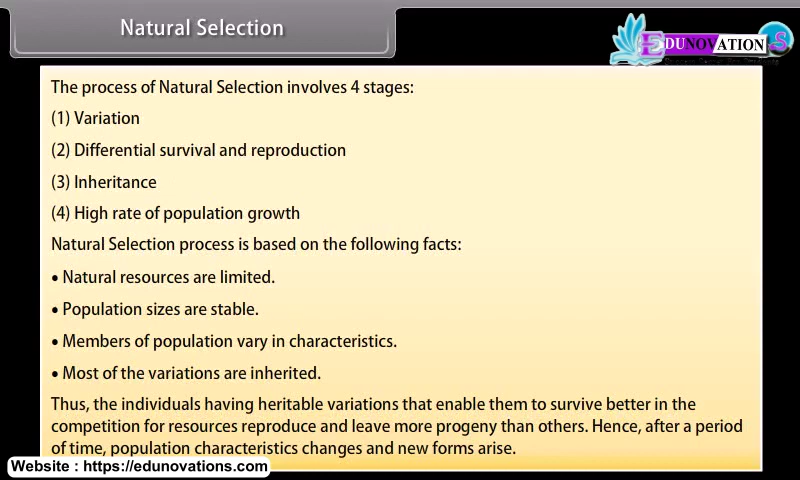 Natural Selection
EDUNOVATIONS
The process of Natural Selection involves 4 stages:
(1) Variation
(2) Differential survival and reproduction
(3) Inheritance
(4) High rate of population growth
Natural Selection process is based on the following facts:
• Natural resources are limited.
• Population sizes are stable.
• Members of population vary in characteristics.
• Most of the variations are inherited.
Thus, the individuals having heritable variations that enable them to survive better in the
competition for resources reproduce and leave more progeny than others. Hence, after a period
of time, population characteristics changes and new forms arise.
Website : https://edunovations.com